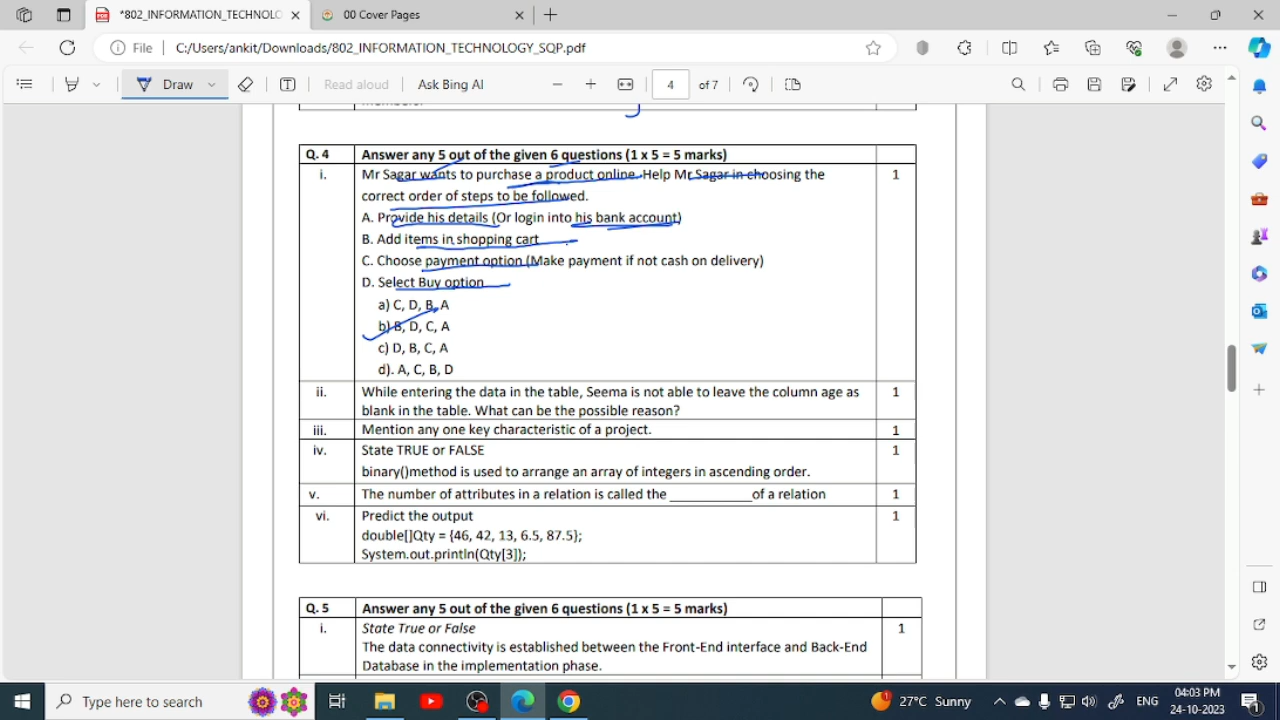 *802_INFORMATION_TECHNOLO
00 Cover Pages
File
C:/Users/ankit/Downloads/802_INFORMATION_TECHNOLOGY_SQP.pdf
Draw
Read aloud
Ask Bing AI
4
of 7
Q. 4
Answer any 5 out of the given 6 questions (1 x 5 = 5 marks)
i.
Mr Sagar wants to purchase a product online. Help Mr Sagar in choosing the
1
correct order of steps to be followed.
A. Provide his details (Or login into his bank account)
B. Add items in shopping cart
C. Choose payment option (Make payment if not cash on delivery)
D. Select Buy option
a) C, D, B, A
b) B, D, C, A
c) D, B, C, A
d). A, C, B, D
ii.
While entering the data in the table, Seema is not able to leave the column age as
1
blank in the table. What can be the possible reason?
iii.
Mention any one key characteristic of a project.
1
iv.
State TRUE or FALSE
1
binary()method is used to arrange an array of integers in ascending order.
v.
The number of attributes in a relation is called the ___________of a relation
1
vi.
Predict the output
1
double[]Qty = {46, 42, 13, 6.5, 87.5};
System.out.println(Qty[3]);
Q. 5
Answer any 5 out of the given 6 questions (1 x 5 = 5 marks)
i.
State True or False
1
The data connectivity is established between the Front-End interface and Back-End
Database in the implementation phase.
Type here to search
1
27°C Sunny
ENG
04:03 PM
24-10-2023
1